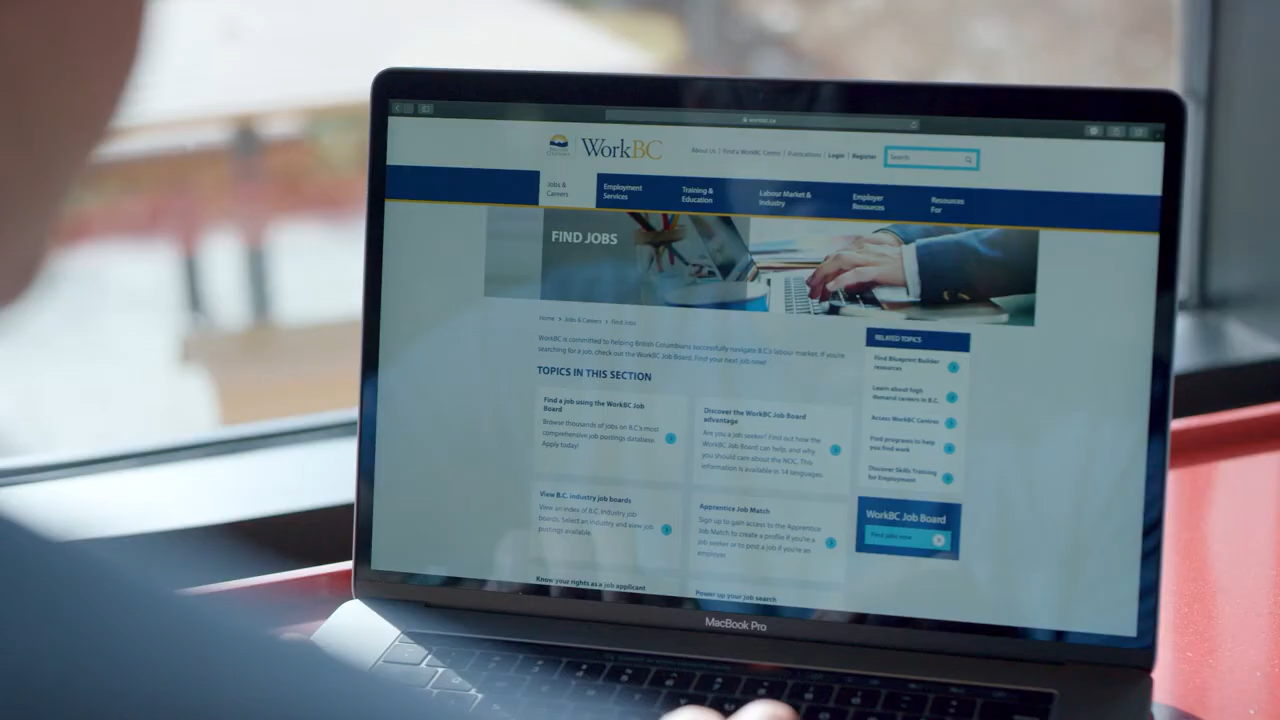 workbc.ca
WorkBC
About Us | Find a WorkBC Centre | Publications | Login | Register
Search
Jobs &
Careers
Employment
Services
Training &
Education
Labour Market &
Industry
Employer
Resources
Resources
For
FIND JOBS
Home > Jobs & Careers > Find Jobs
WorkBC is committed to helping British Columbians successfully navigate B.C.'s labour market. If you're
searching for a job, check out the WorkBC Job Board. Find your next job now!
TOPICS IN THIS SECTION
Find a job using the WorkBC Job
Board
Browse thousands of jobs on B.C.'s most
comprehensive job postings database.
Apply today!
Discover the WorkBC Job Board
advantage
Are you a job seeker? Find out how the
WorkBC Job Board can help, and why
you should care about the NOC. This
information is available in 14 languages.
View B.C. industry job boards
View an index of B.C. industry job
boards. Select an industry and view job
postings available.
Apprentice Job Match
Sign up to gain access to the Apprentice
Job Match to create a profile if you're a
job seeker or to post a job if you're an
employer.
Know your rights as a job applicant
Power up your job search
RELATED TOPICS
Find Blueprint Builder
resources
Learn about high
demand careers in B.C.
Access WorkBC Centres
Find programs to help
you find work
Discover Skills Training
for Employment
WorkBC Job Board
Find jobs now
MacBook Pro